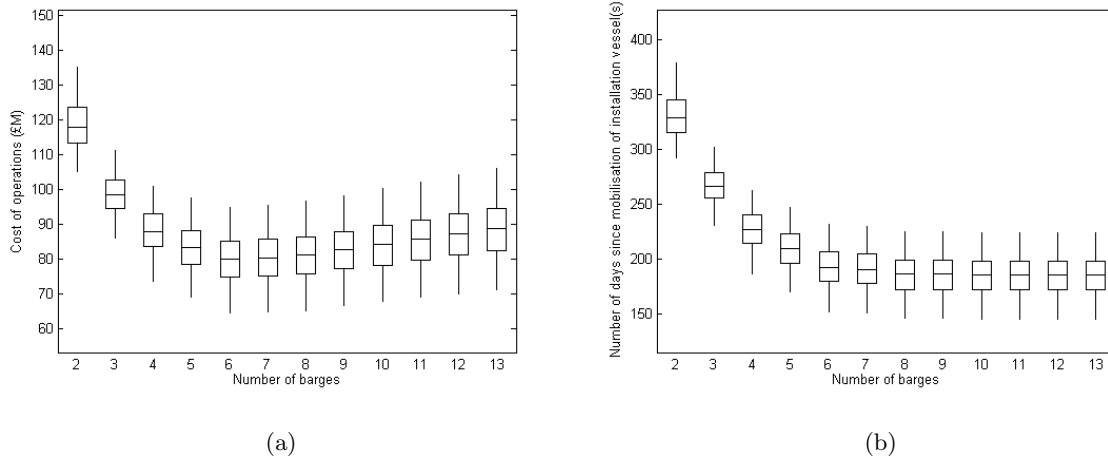 150
140
130
120
110
100
90
80
70
60
Cost of operations (£M)
2 3 4 5 6 7 8 9 10 11 12 13
Number of barges
(a)
400
350
300
250
200
150
Number of days since mobilisation of installation vessel(s)
2 3 4 5 6 7 8 9 10 11 12 13
Number of barges
(b)